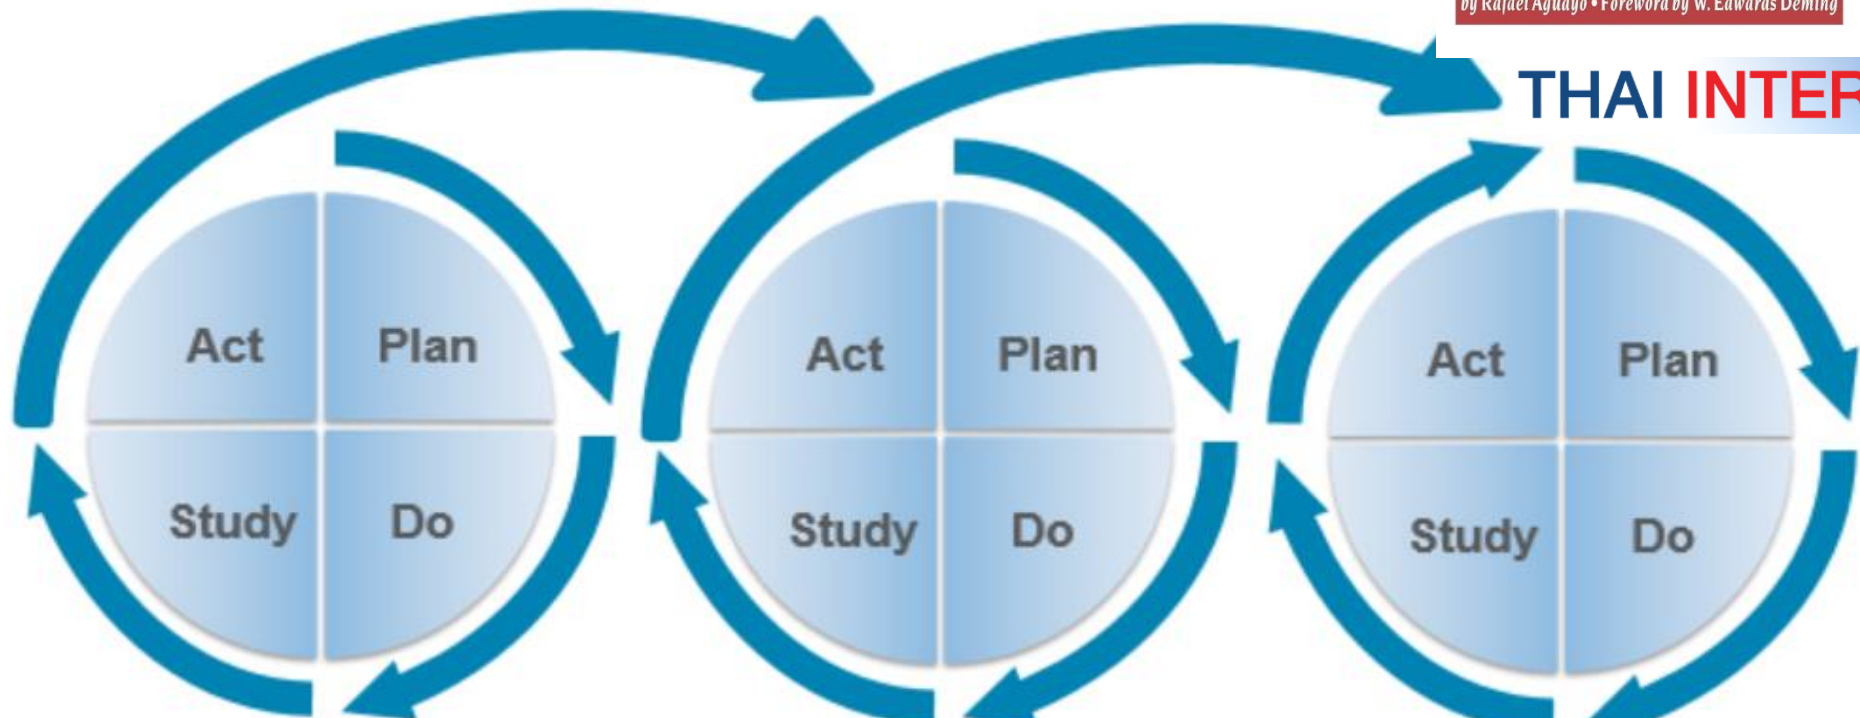 by Rafael Aguayo • Foreword by W. Edwards Deming
THAI INTER
Act Plan
Study Do
Act Plan
Study Do
Act Plan
Study Do